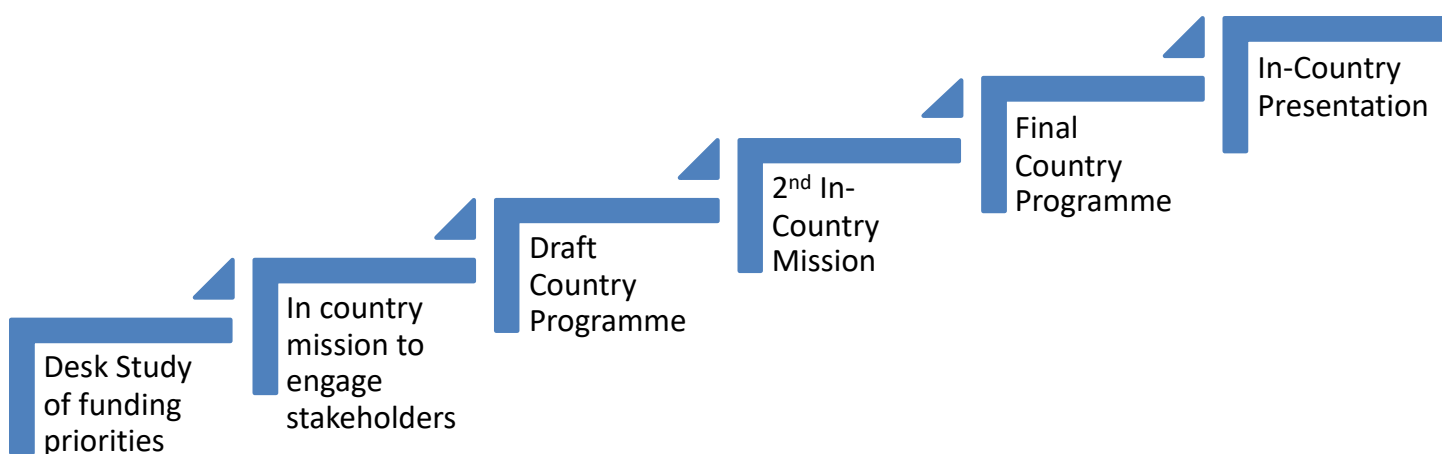 Desk Study
of funding
priorities
In country
mission to
engage
stakeholders
Draft
Country
Programme
2nd In-
Country
Mission
Final
Country
Programme
In-Country
Presentation